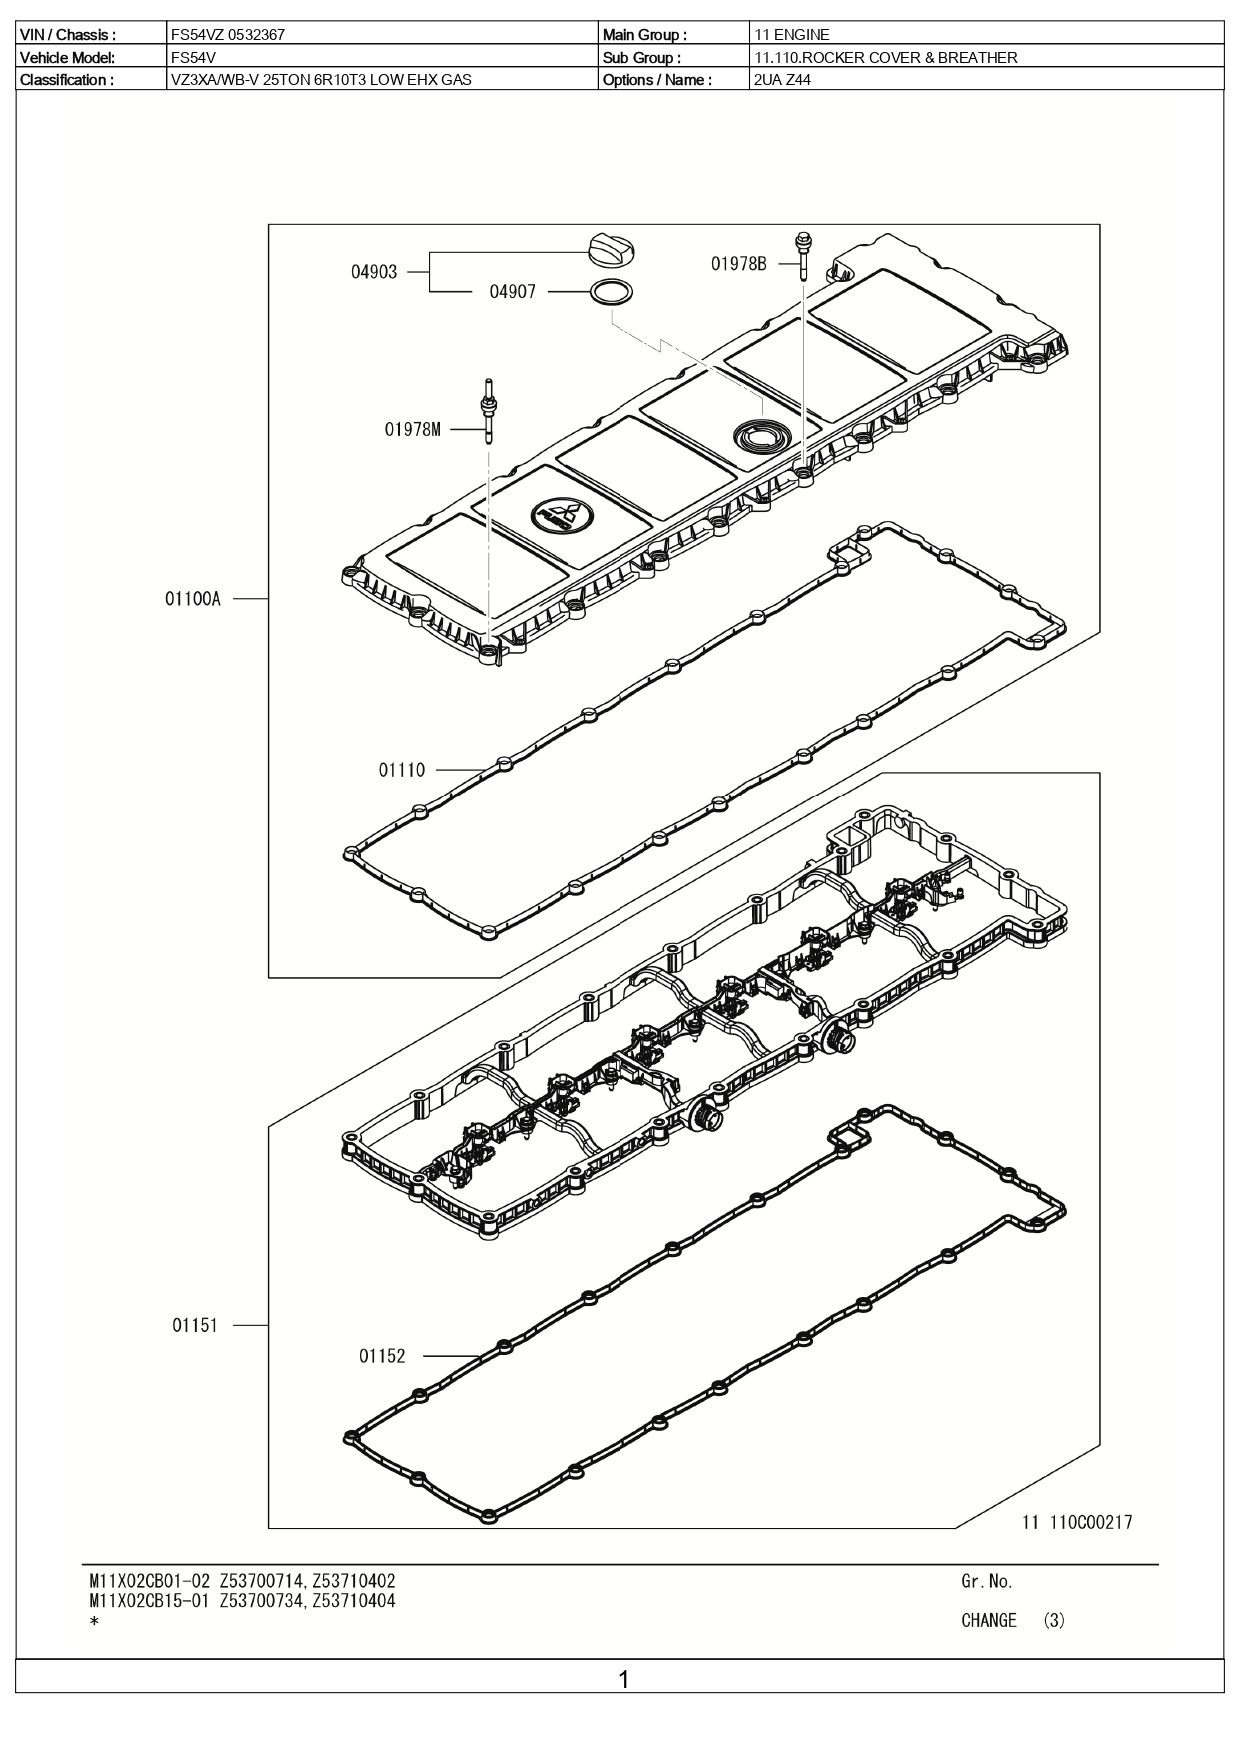 VIN / Chassis : FS54VZ 0532367 Main Group : 11 ENGINE
Vehicle Model: FS54V Sub Group : 11.110.ROCKER COVER & BREATHER
Classification : VZ3XA/WB-V 25TON 6R10T3 LOW EHX GAS Options / Name : 2UA Z44
04903
01978B
04907
01978M
FUSO
01100A
01110
01151
01152
11 110C00217
M11X02CB01-02 Z53700714,Z53710402 Gr.No.
M11X02CB15-01 Z53700734,Z53710404
* CHANGE (3)
1